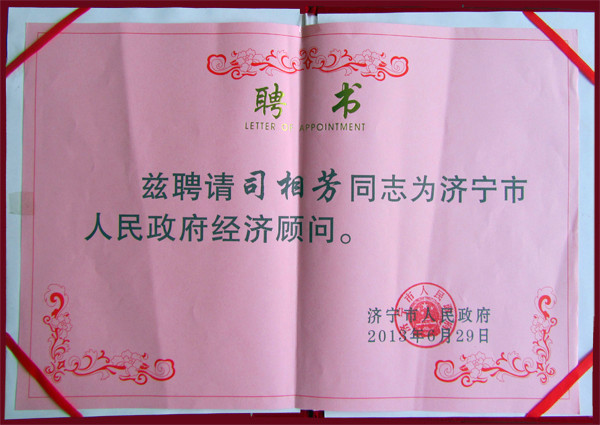 聘书
LETTER OF APPOINTMENT
兹聘请司相芳同志为济宁市
人民政府经济顾问。
济宁市人民政府
2013年6月29日